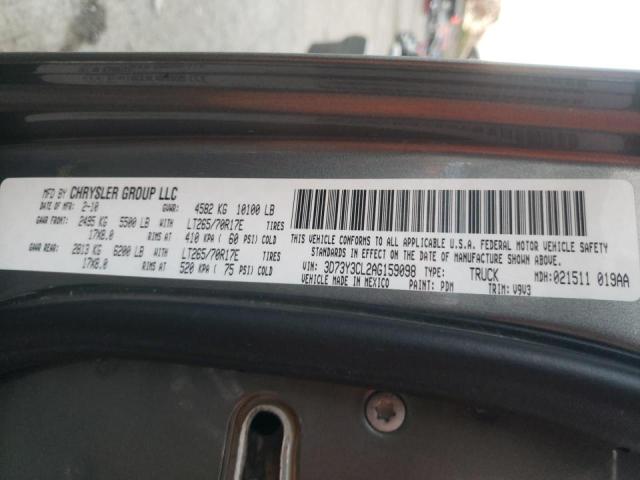 MFD BY CHRYSLER GROUP LLC
DATE OF MFR: 2-10 GVWR: 4582 KG 10100 LB
GAWR FRONT: 2495 KG 5500 LB WITH LT265/70R17E TIRES
17X8.0 RIMS AT 410 KPA ( 60 PSI) COLD
GAWR REAR: 2813 KG 6200 LB WITH LT265/70R17E TIRES
17X8.0 RIMS AT 520 KPA ( 75 PSI) COLD
THIS VEHICLE CONFORMS TO ALL APPLICABLE U.S.A. FEDERAL MOTOR VEHICLE SAFETY
STANDARDS IN EFFECT ON THE DATE OF MANUFACTURE SHOWN ABOVE.
VIN: 3D73Y3CL2AG159098 TYPE: TRUCK MDH:021511 019AA
VEHICLE MADE IN MEXICO PAINT: PDM TRIM: V9V3